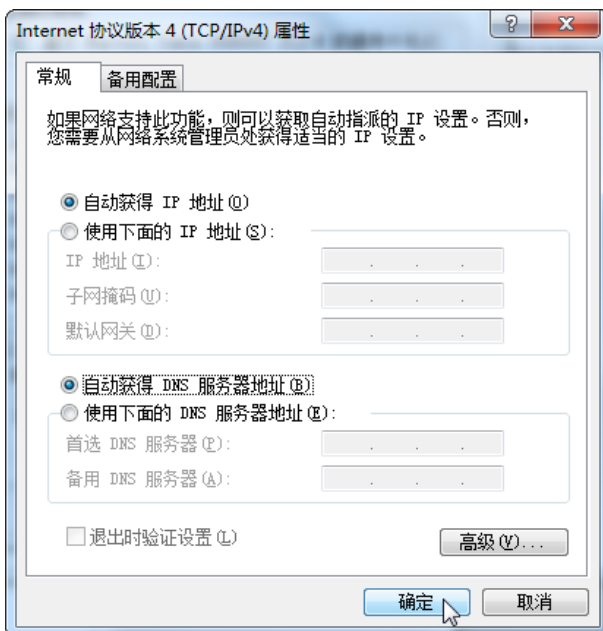 Internet 协议版本 4 (TCP/IPv4) 属性
常规 备用配置
如果网络支持此功能，则可以获取自动指派的 IP 设置。否则，
您需要从网络系统管理员处获得适当的 IP 设置。
自动获得 IP 地址(O)
使用下面的 IP 地址(S):
IP 地址(I):
子网掩码(U):
默认网关(D):
自动获得 DNS 服务器地址(B)
使用下面的 DNS 服务器地址(E):
首选 DNS 服务器(P):
备用 DNS 服务器(A):
退出时验证设置(L)
高级(V)...
确定 取消